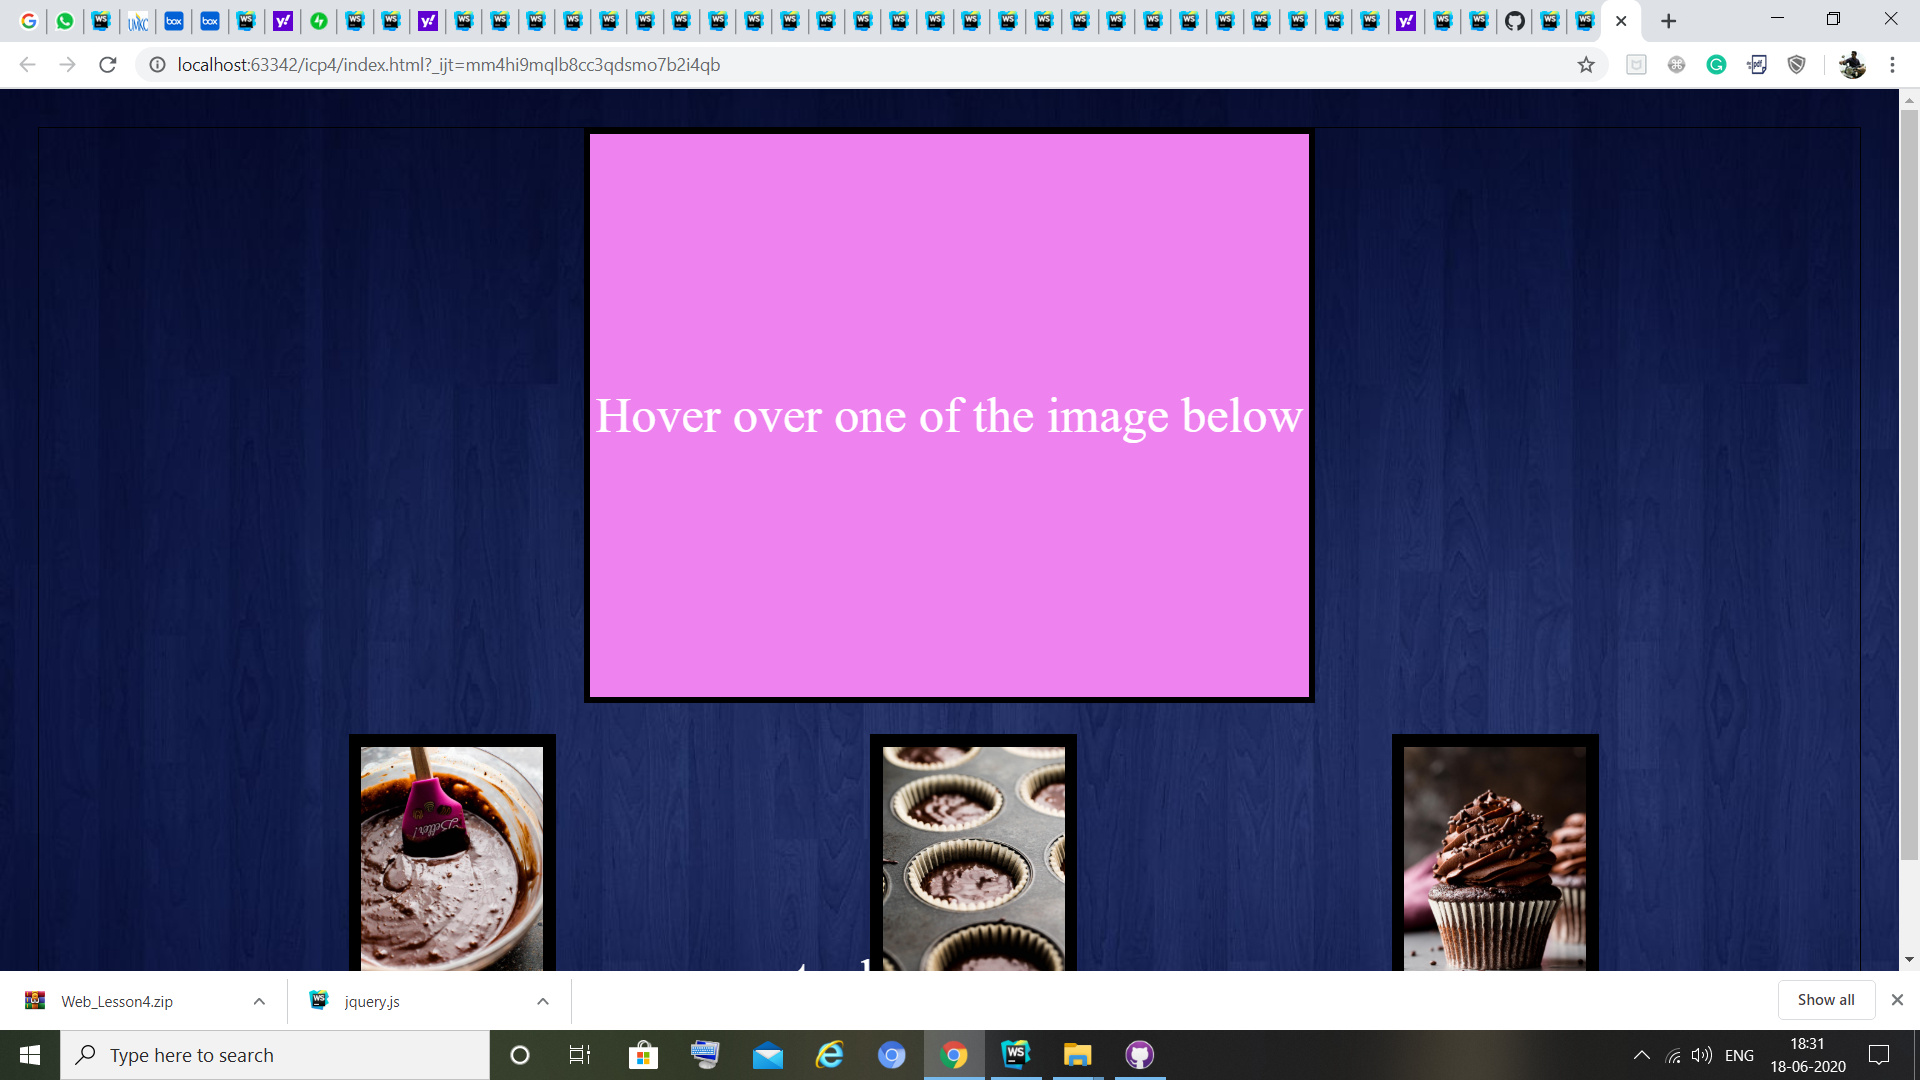 localhost:63342/icp4/index.html?_ijt=mm4hi9mqlb8cc3qdsmo7b2i4qb
Hover over one of the image below
Better!
Web_Lesson4.zip
jquery.js
Show all
Type here to search
ENG
18:31
18-06-2020